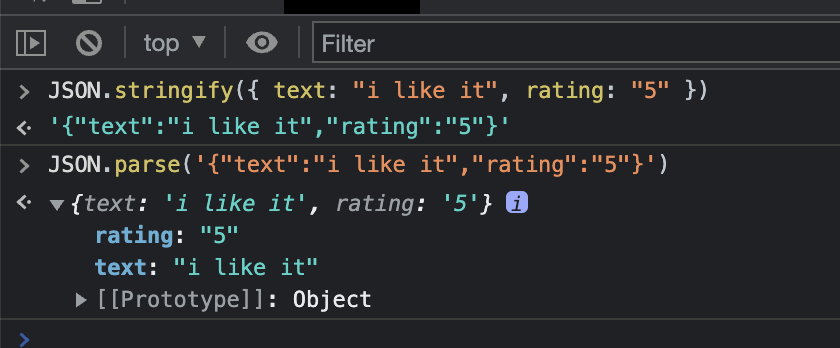 top ▼ Filter
> JSON.stringify({ text: "i like it", rating: "5" })
'{"text":"i like it","rating":"5"}'
> JSON.parse('{"text":"i like it","rating":"5"}')
{text: 'i like it', rating: '5'} i
rating: "5"
text: "i like it"
[[Prototype]]: Object
>